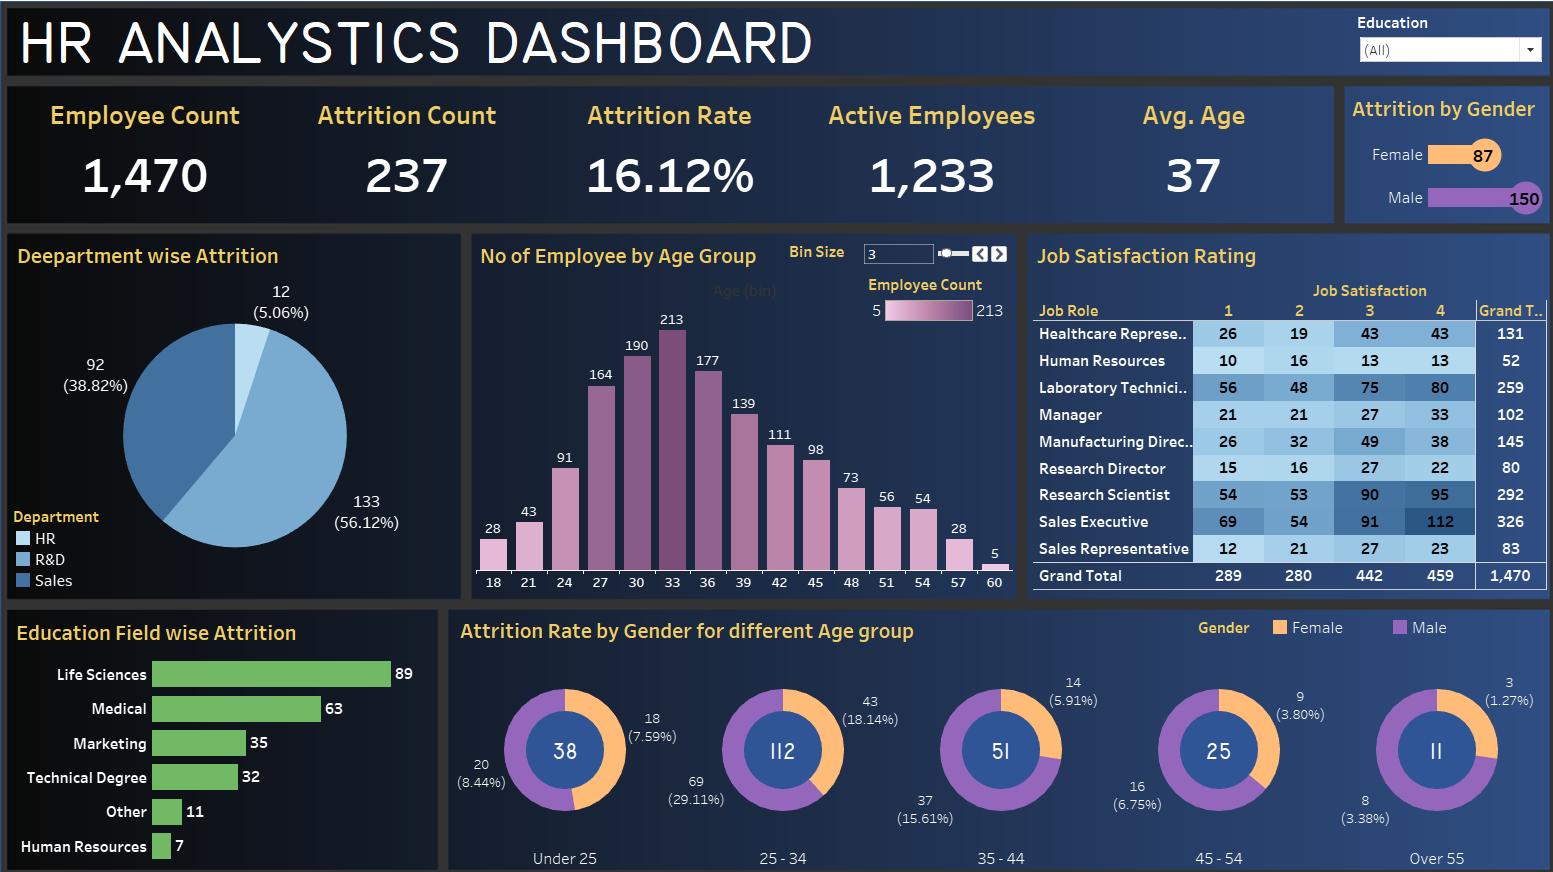 HR ANALYSTICS DASHBOARD
Education
(All)
Employee Count
1,470
Attrition Count
237
Attrition Rate
16.12%
Active Employees
1,233
Avg. Age
37
Attrition by Gender
Female 87
Male 150
Deepartment wise Attrition
12
(5.06%)
92
(38.82%)
133
(56.12%)
Department
HR
R&D
Sales
No of Employee by Age Group
Bin Size
3
Age (bin)
Employee Count
5 213
28 43 91 164 190 213 177 139 111 98 73 56 54 28 5
18 21 24 27 30 33 36 39 42 45 48 51 54 57 60
Job Satisfaction Rating
Job Satisfaction
Job Role 1 2 3 4 Grand T..
Healthcare Represe.. 26 19 43 43 131
Human Resources 10 16 13 13 52
Laboratory Technici.. 56 48 75 80 259
Manager 21 21 27 33 102
Manufacturing Direc.. 26 32 49 38 145
Research Director 15 16 27 22 80
Research Scientist 54 53 90 95 292
Sales Executive 69 54 91 112 326
Sales Representative 12 21 27 23 83
Grand Total 289 280 442 459 1,470
Education Field wise Attrition
Life Sciences 89
Medical 63
Marketing 35
Technical Degree 32
Other 11
Human Resources 7
Attrition Rate by Gender for different Age group
Gender Female Male
18
(7.59%)
38
20
(8.44%)
Under 25
43
(18.14%)
112
69
(29.11%)
25 - 34
14
(5.91%)
51
37
(15.61%)
35 - 44
9
(3.80%)
25
16
(6.75%)
45 - 54
3
(1.27%)
11
8
(3.38%)
Over 55